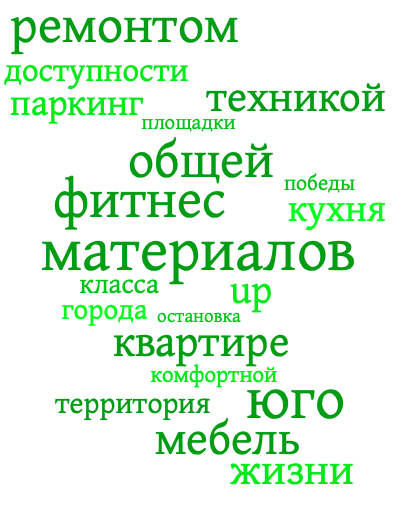 ремонтом
доступности
паркинг техникой
площадки
общей
фитнес победы
кухня
материалов
класса up
города остановка
квартире
комфортной
территория юго
мебель
жизни